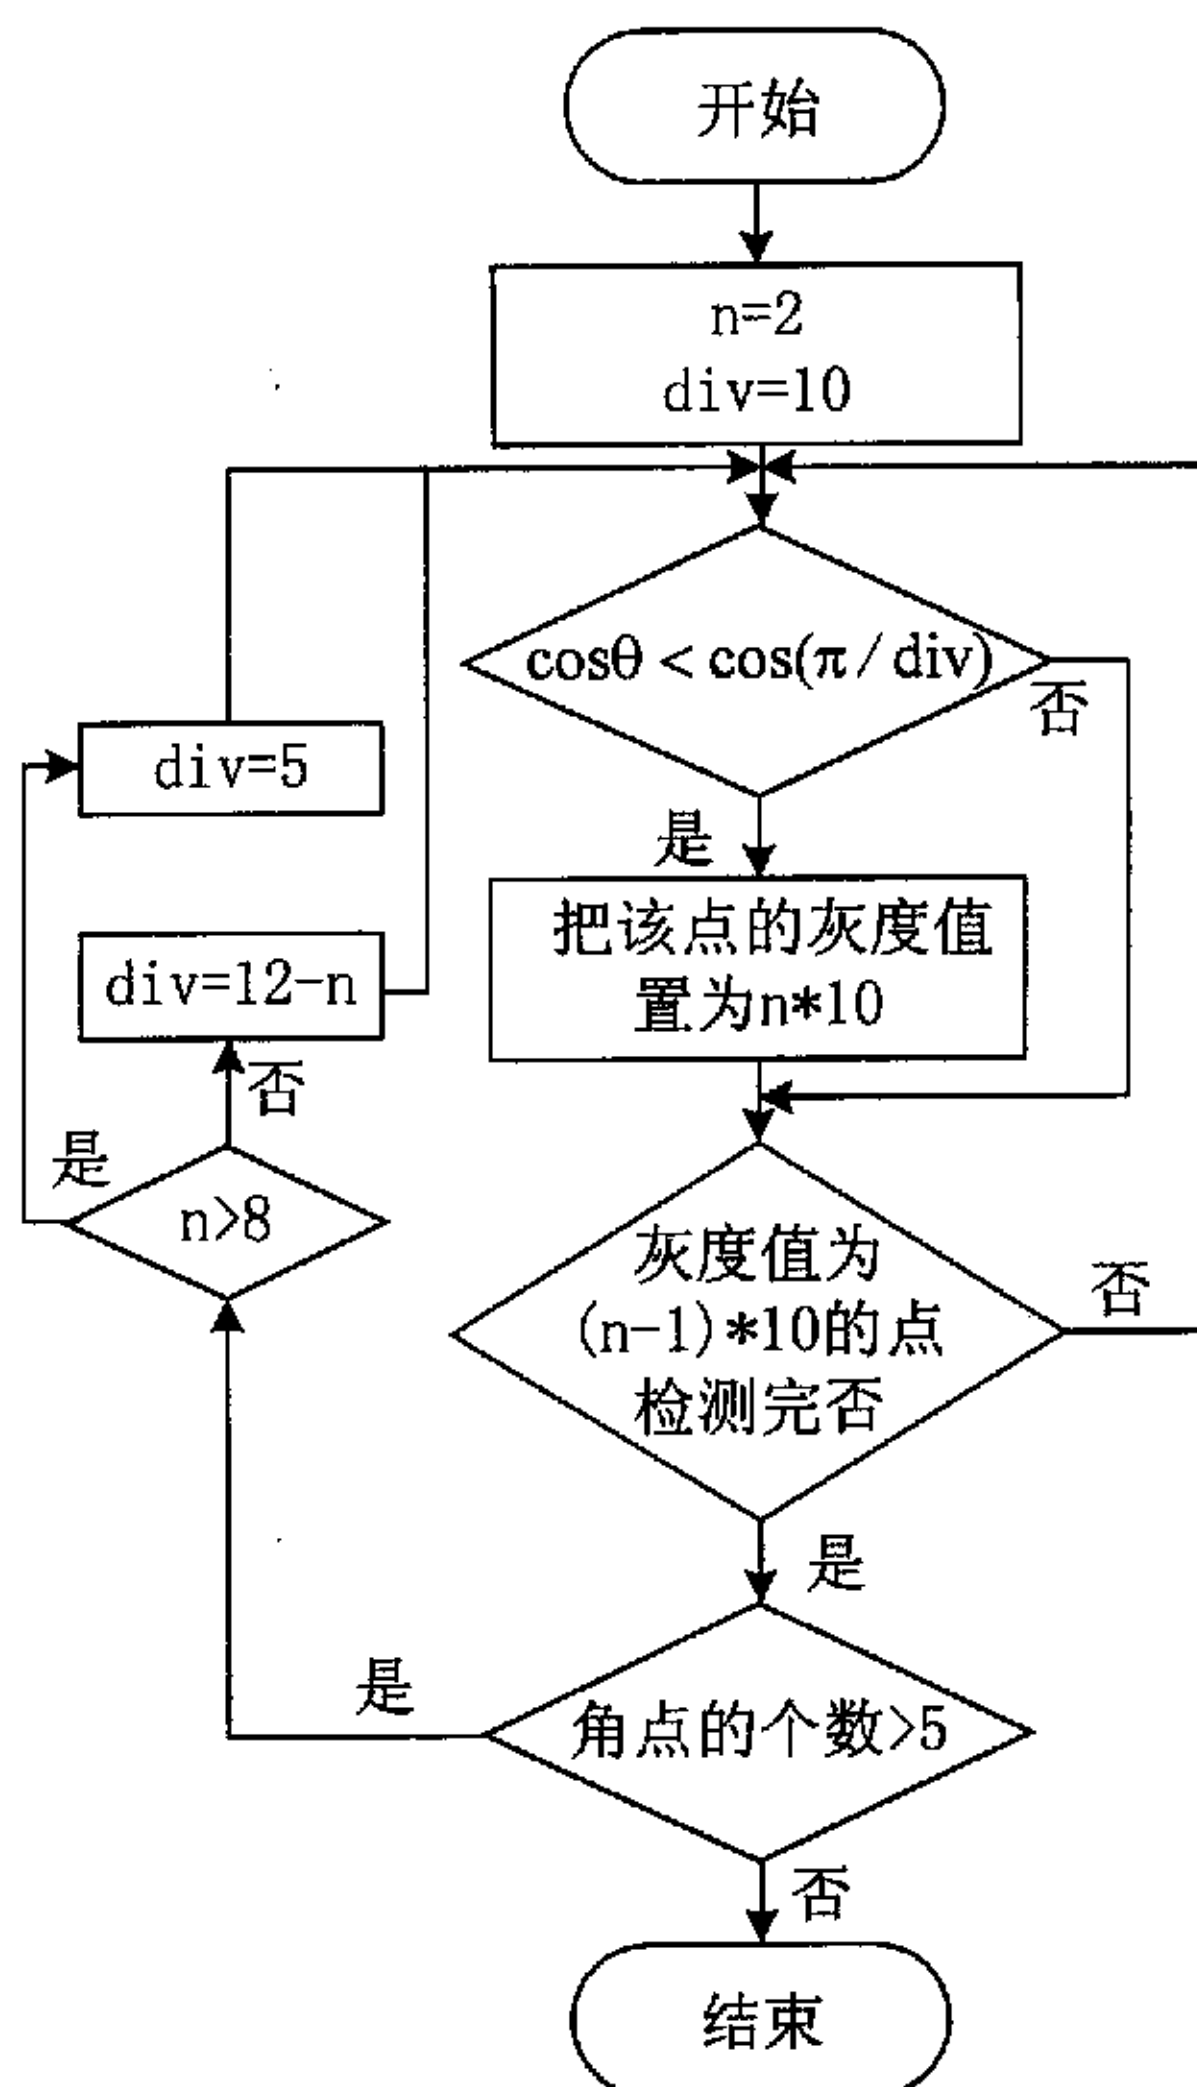 开始
n=2
div=10
cosθ < cos(π/div)
否
是
div=5
把该点的灰度值
置为n*10
div=12-n
否
是
n>8
灰度值为
(n-1)*10的点
检测完否
否
是
是
角点的个数>5
否
结束